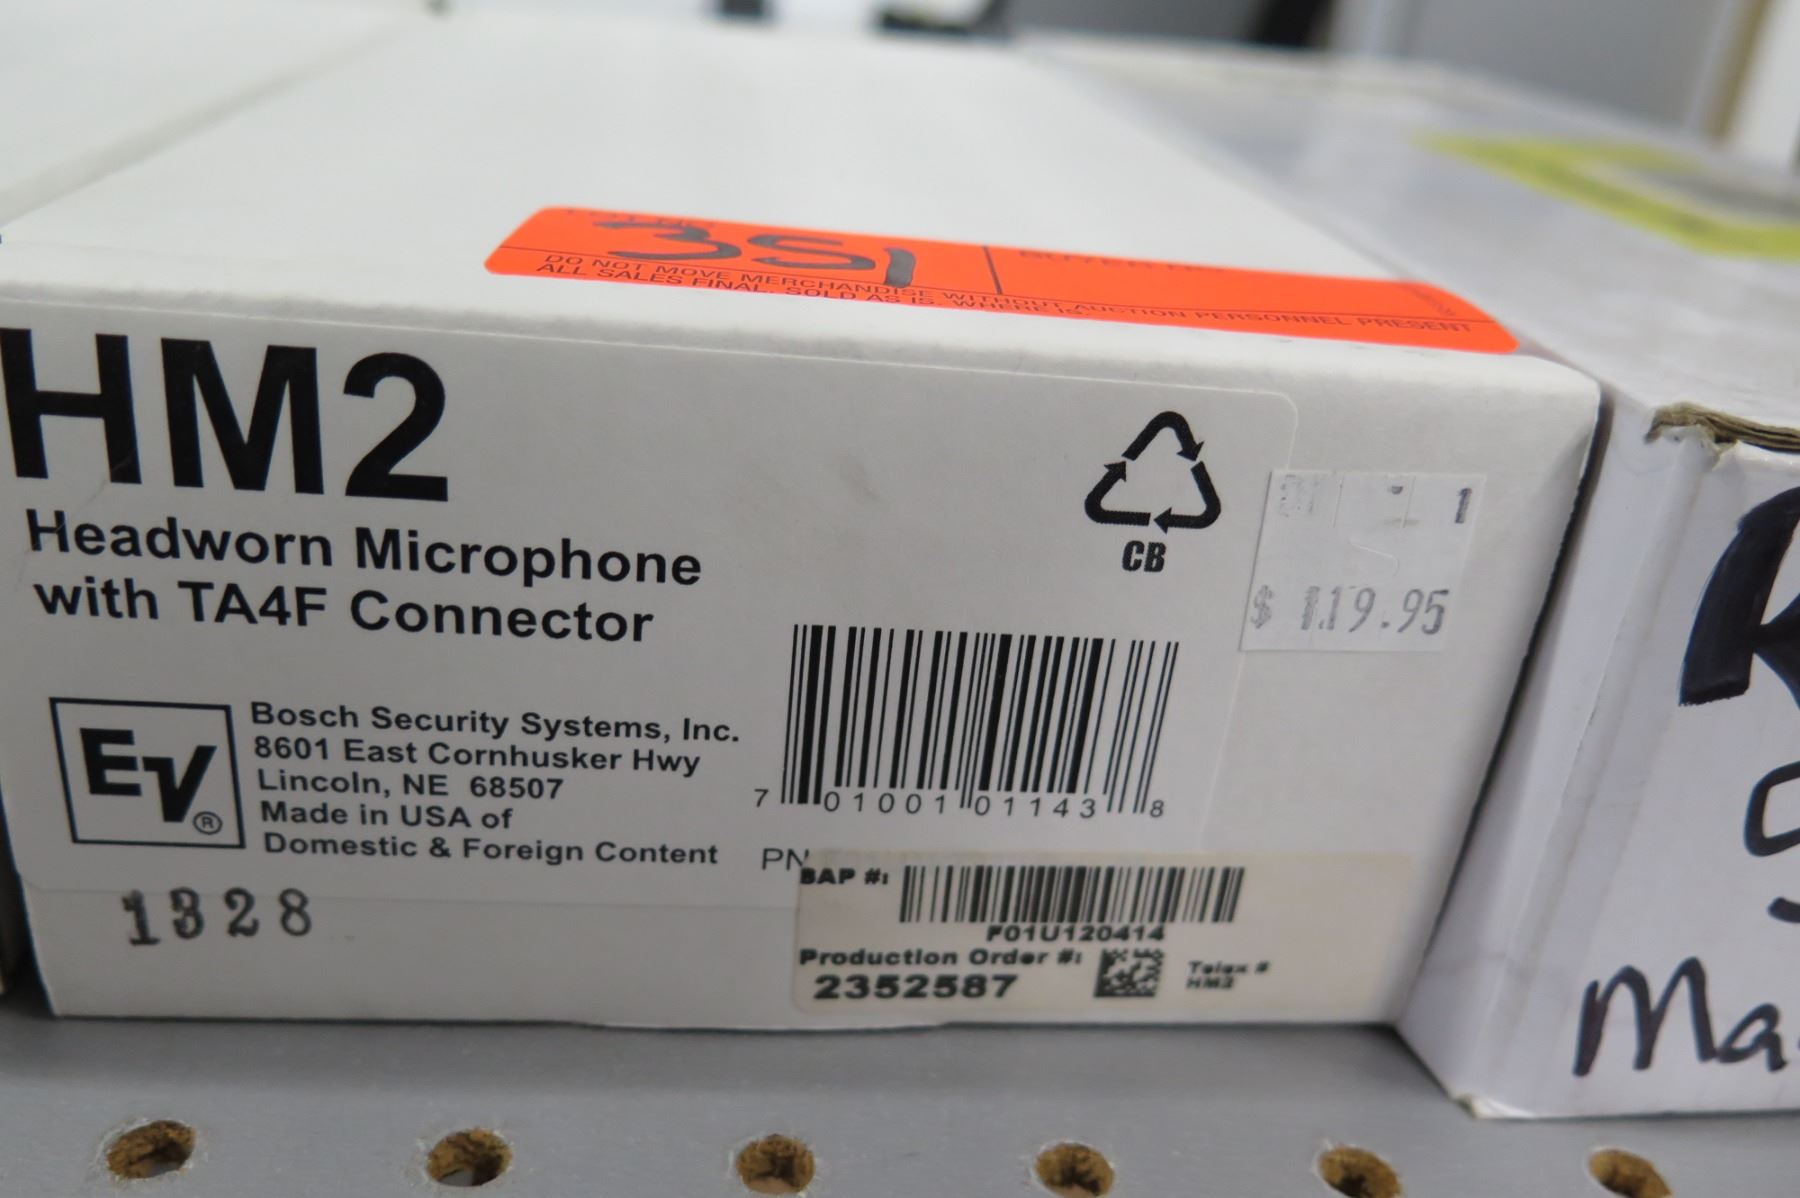 351
DO NOT MOVE MERCHANDISE WITHOUT AUCTION PERSONNEL PRESENT
ALL SALES FINAL. SOLD AS IS. WHERE IS.
HM2
Headworn Microphone
with TA4F Connector
CB
$ 119.95
EV®
Bosch Security Systems, Inc.
8601 East Cornhusker Hwy
Lincoln, NE 68507
Made in USA of
Domestic & Foreign Content
7 01001 01143 8
PN
1328
SAP #:
F01U120414
Production Order #:
2352587
Telex #
HM2